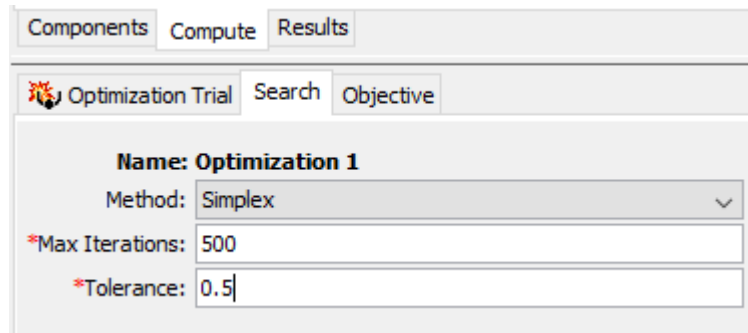 Components Compute Results
Optimization Trial Search Objective
Name: Optimization 1
Method: Simplex
*Max Iterations: 500
*Tolerance: 0.5